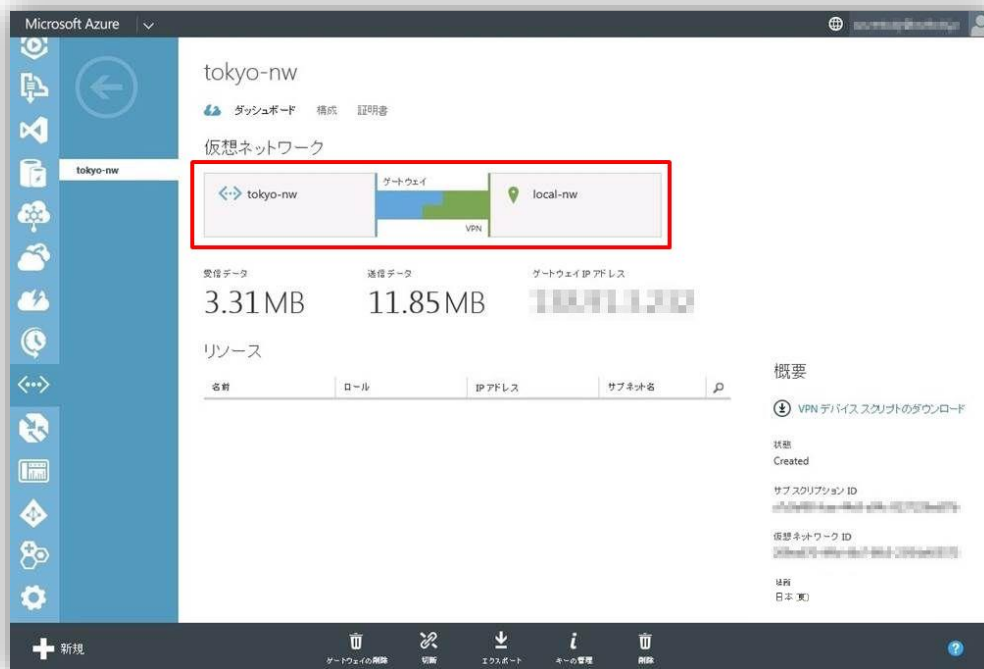 Microsoft Azure
tokyo-nw
tokyo-nw
ダッシュボード 構成 証明書
仮想ネットワーク
tokyo-nw
ゲートウェイ
VPN
local-nw
受信データ
3.31MB
送信データ
11.85MB
ゲートウェイ IP アドレス
リソース
名前 ロール IP アドレス サブネット名
概要
VPN デバイス スクリプトのダウンロード
状態
Created
サブスクリプション ID
仮想ネットワーク ID
場所
日本 (東)
新規
ゲートウェイの削除 切断 エクスポート キーの管理 削除